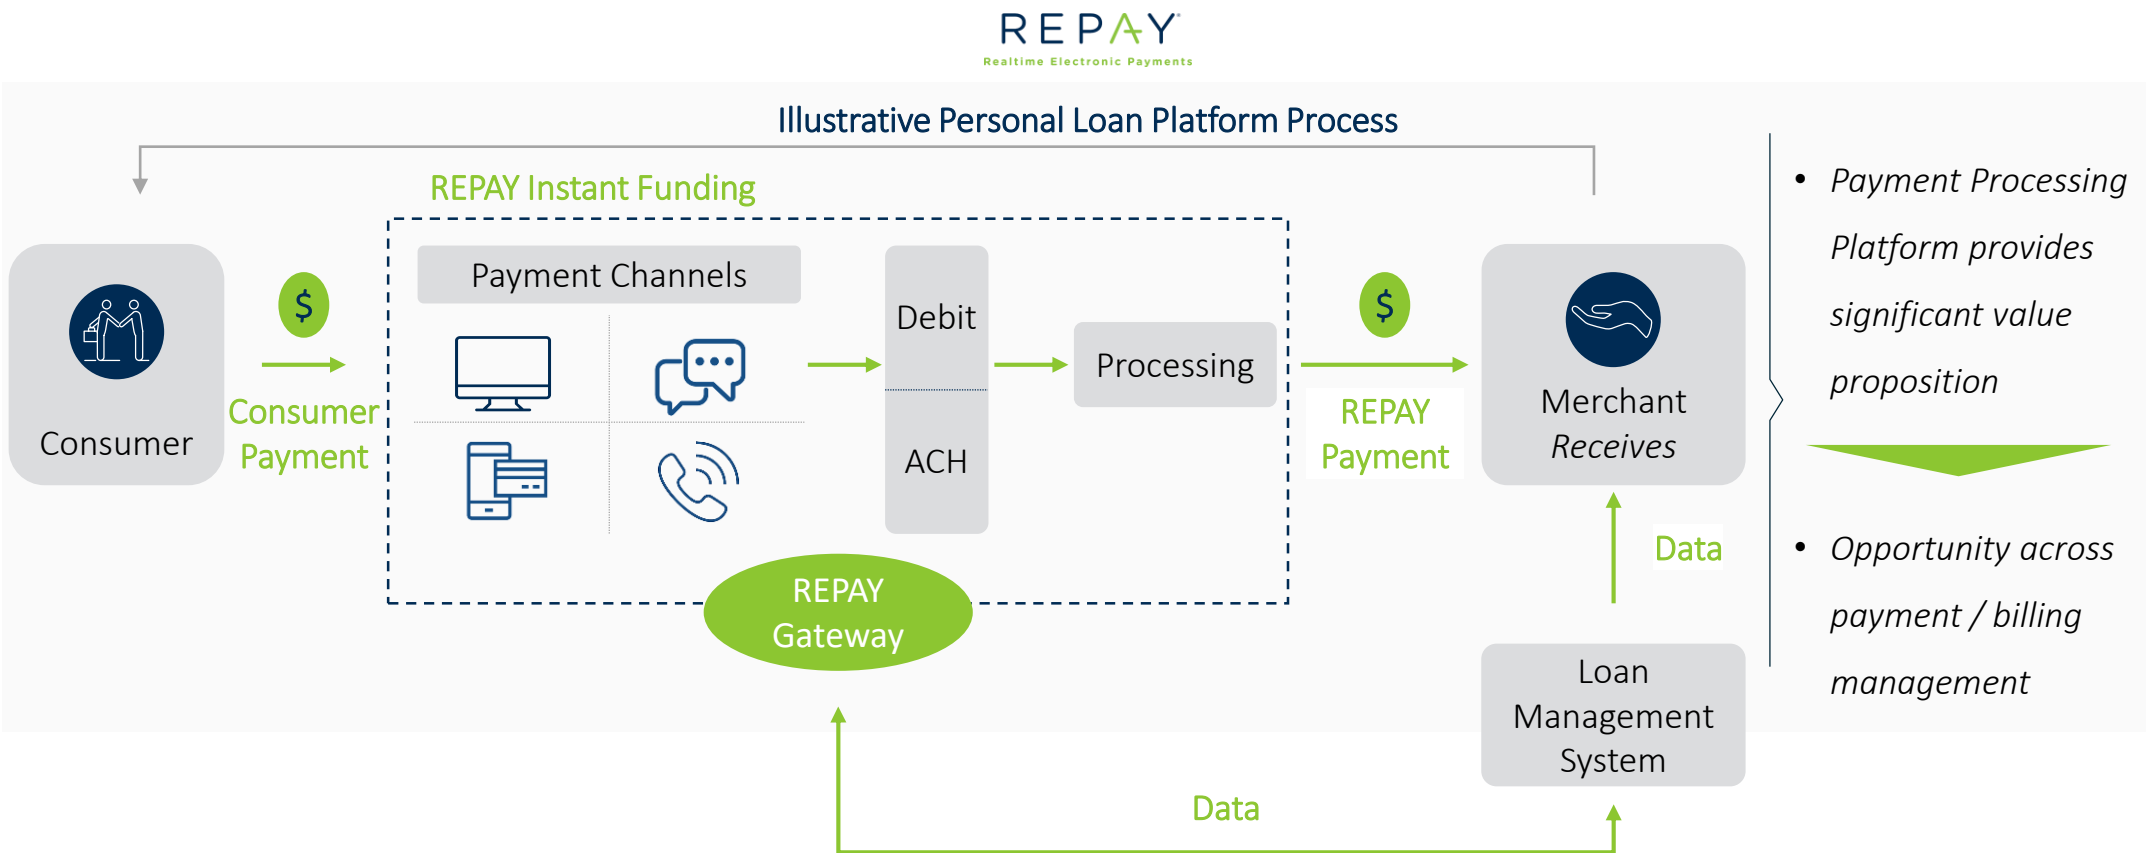 REPAY
Realtime Electronic Payments
Illustrative Personal Loan Platform Process
REPAY Instant Funding
Consumer
$
Consumer
Payment
Payment Channels
Debit
ACH
Processing
REPAY
Gateway
$
REPAY
Payment
Merchant
Receives
Data
Loan
Management
System
Data
• Payment Processing
Platform provides
significant value
proposition
• Opportunity across
payment / billing
management